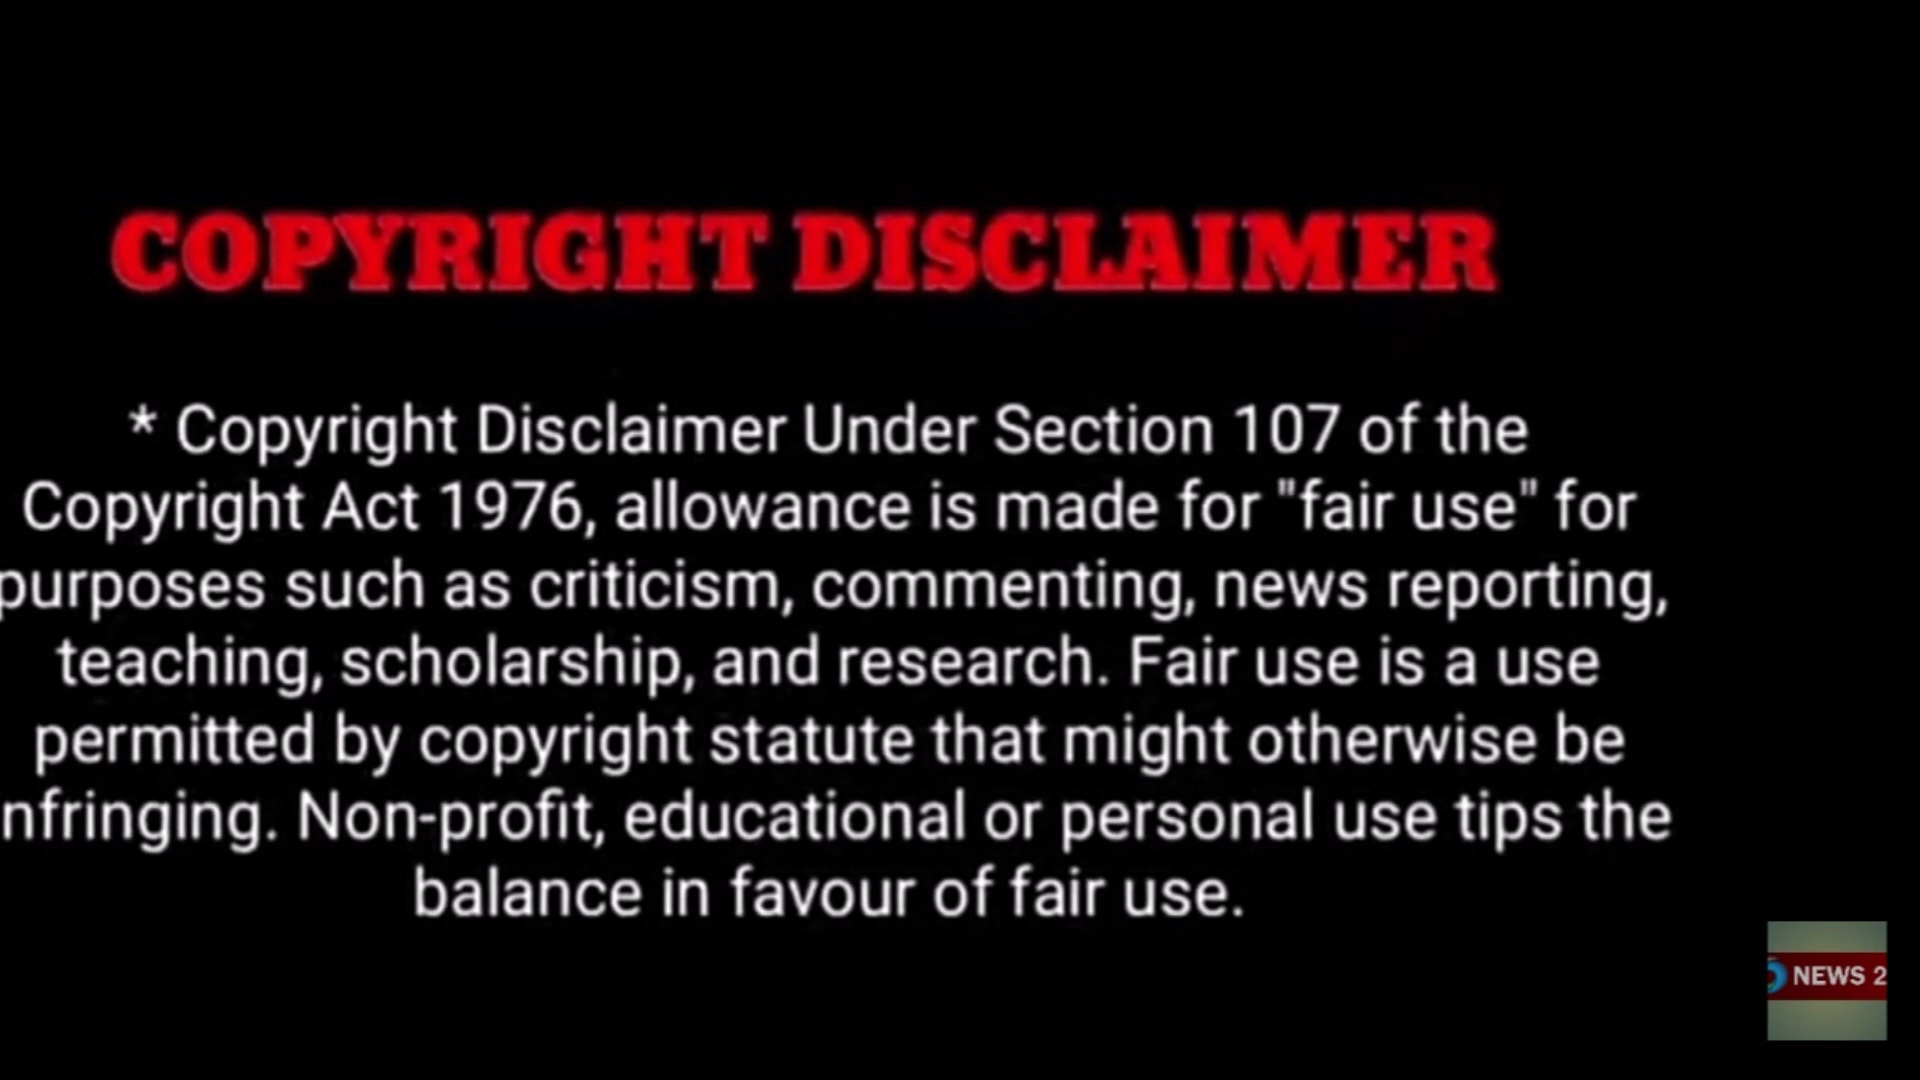 COPYRIGHT DISCLAIMER
* Copyright Disclaimer Under Section 107 of the
Copyright Act 1976, allowance is made for "fair use" for
purposes such as criticism, commenting, news reporting,
teaching, scholarship, and research. Fair use is a use
permitted by copyright statute that might otherwise be
nfringing. Non-profit, educational or personal use tips the
balance in favour of fair use.
NEWS 2